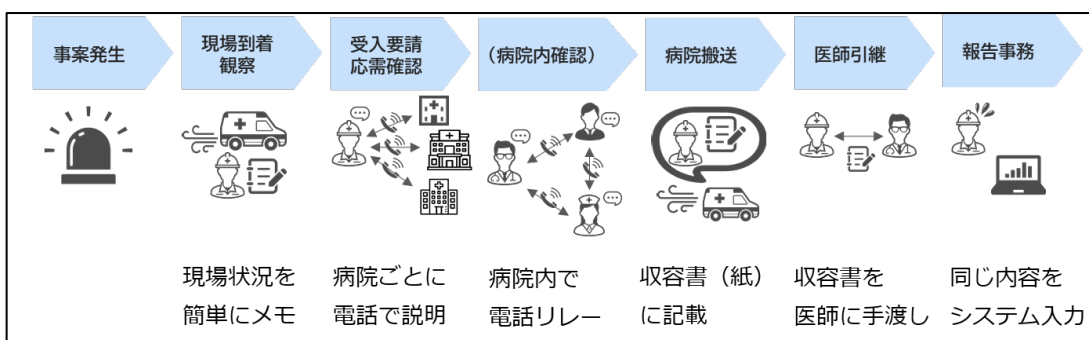 事案発生
現場到着
観察
受入要請
応需確認
（病院内確認）
病院搬送
医師引継
報告事務
現場状況を
簡単にメモ
病院ごとに
電話で説明
病院内で
電話リレー
収容書（紙）
に記載
収容書を
医師に手渡し
同じ内容を
システム入力